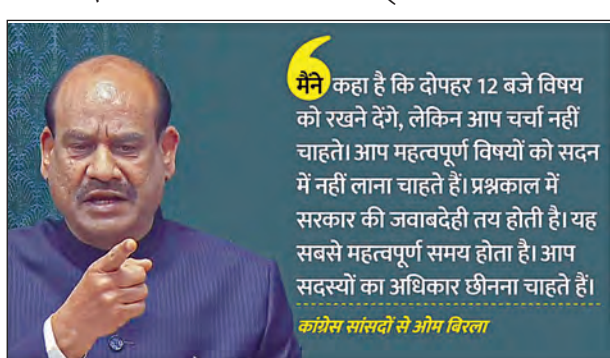 मैंने कहा है कि दोपहर 12 बजे विषय
को रखने देंगे, लेकिन आप चर्चा नहीं
चाहते। आप महत्वपूर्ण विषयों को सदन
में नहीं लाना चाहते हैं। प्रश्नकाल में
सरकार की जवाबदेही तय होती है। यह
सबसे महत्वपूर्ण समय होता है। आप
सदस्यों का अधिकार छीनना चाहते हैं।
कांग्रेस सांसदों से ओम बिरला